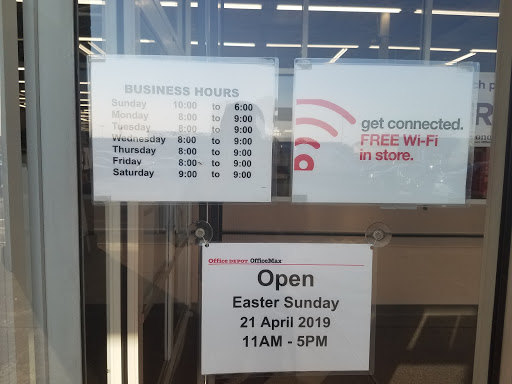 BUSINESS HOURS
Sunday 10:00 to 6:00
Monday 8:00 to 9:00
Tuesday 8:00 to 9:00
Wednesday 8:00 to 9:00
Thursday 8:00 to 9:00
Friday 8:00 to 9:00
Saturday 9:00 to 9:00
get connected.
FREE Wi-Fi
in store.
Office DEPOT OfficeMax
Open
Easter Sunday
21 April 2019
11AM - 5PM